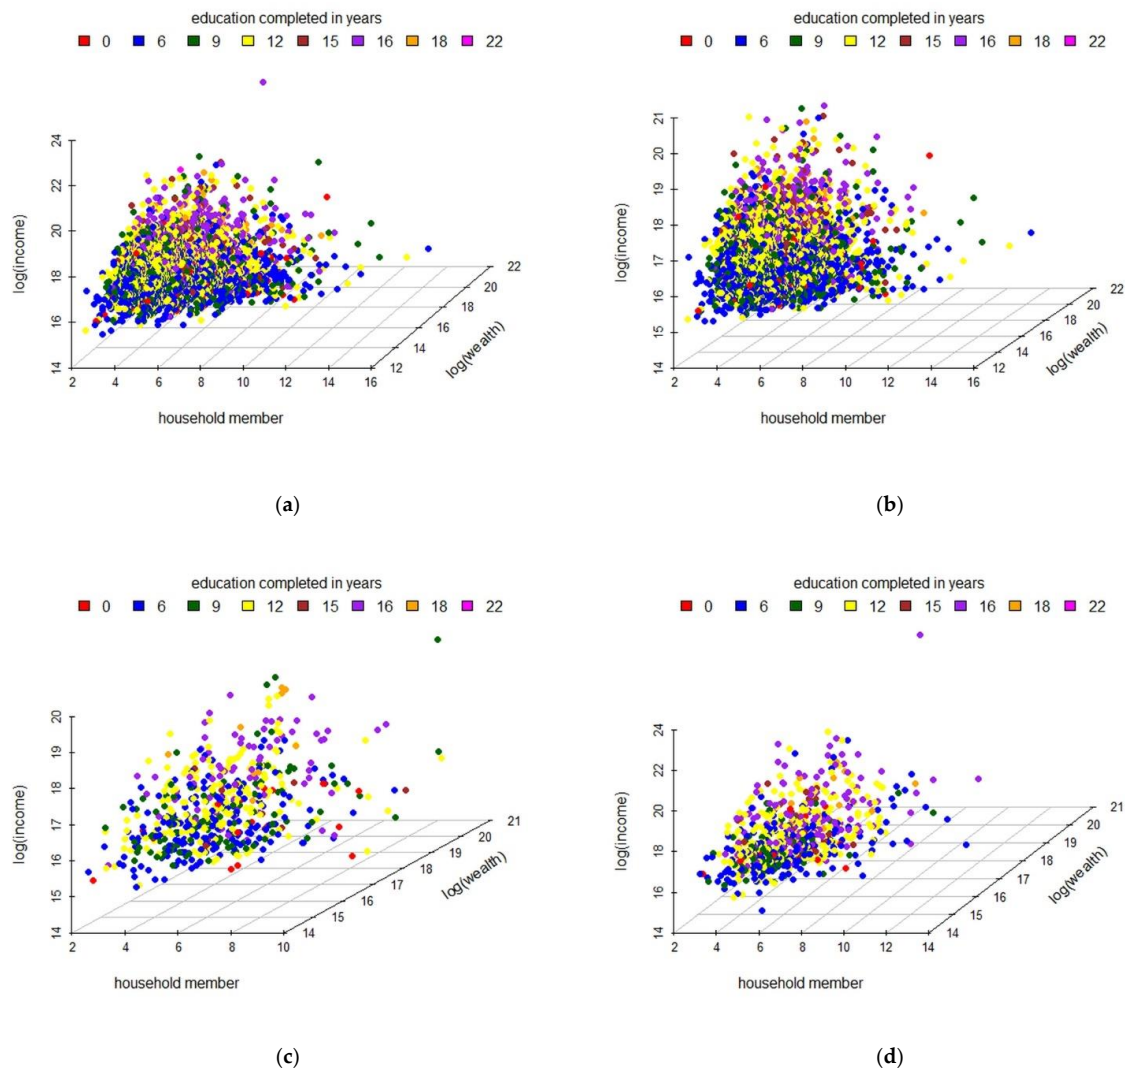 education completed in years
0 6 9 12 15 16 18 22
log(income)
24
22
20
18
16
14
2 4 6 8 10 12 14 16
12 14 16 18 20 22
log(wealth)
household member
(a)
education completed in years
0 6 9 12 15 16 18 22
log(income)
21
20
19
18
17
16
15
14
2 4 6 8 10 12 14 16
12 14 16 18 20 22
log(wealth)
household member
(b)
education completed in years
0 6 9 12 15 16 18 22
log(income)
20
19
18
17
16
15
14
2 4 6 8 10
14 15 16 17 18 19 20 21
log(wealth)
household member
(c)
education completed in years
0 6 9 12 15 16 18 22
log(income)
24
22
20
18
16
14
2 4 6 8 10 12 14
14 15 16 17 18 19 20 21
log(wealth)
household member
(d)